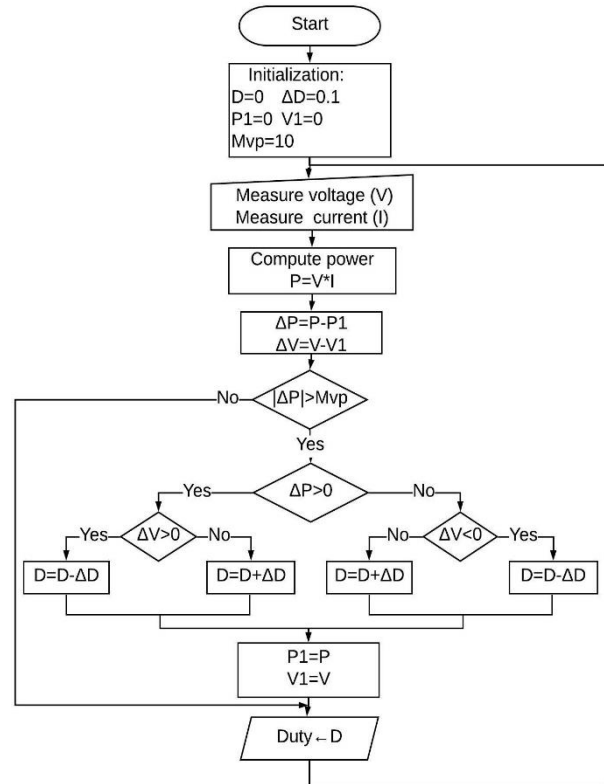 Start
Initialization:
D=0 ΔD=0.1
P1=0 V1=0
Mvp=10
Measure voltage (V)
Measure current (I)
Compute power
P=V*I
ΔP=P-P1
ΔV=V-V1
No
|ΔP|>Mvp
Yes
Yes
ΔP>0
No
Yes
ΔV>0
No
No
ΔV<0
Yes
D=D-ΔD
D=D+ΔD
D=D+ΔD
D=D-ΔD
P1=P
V1=V
Duty←D